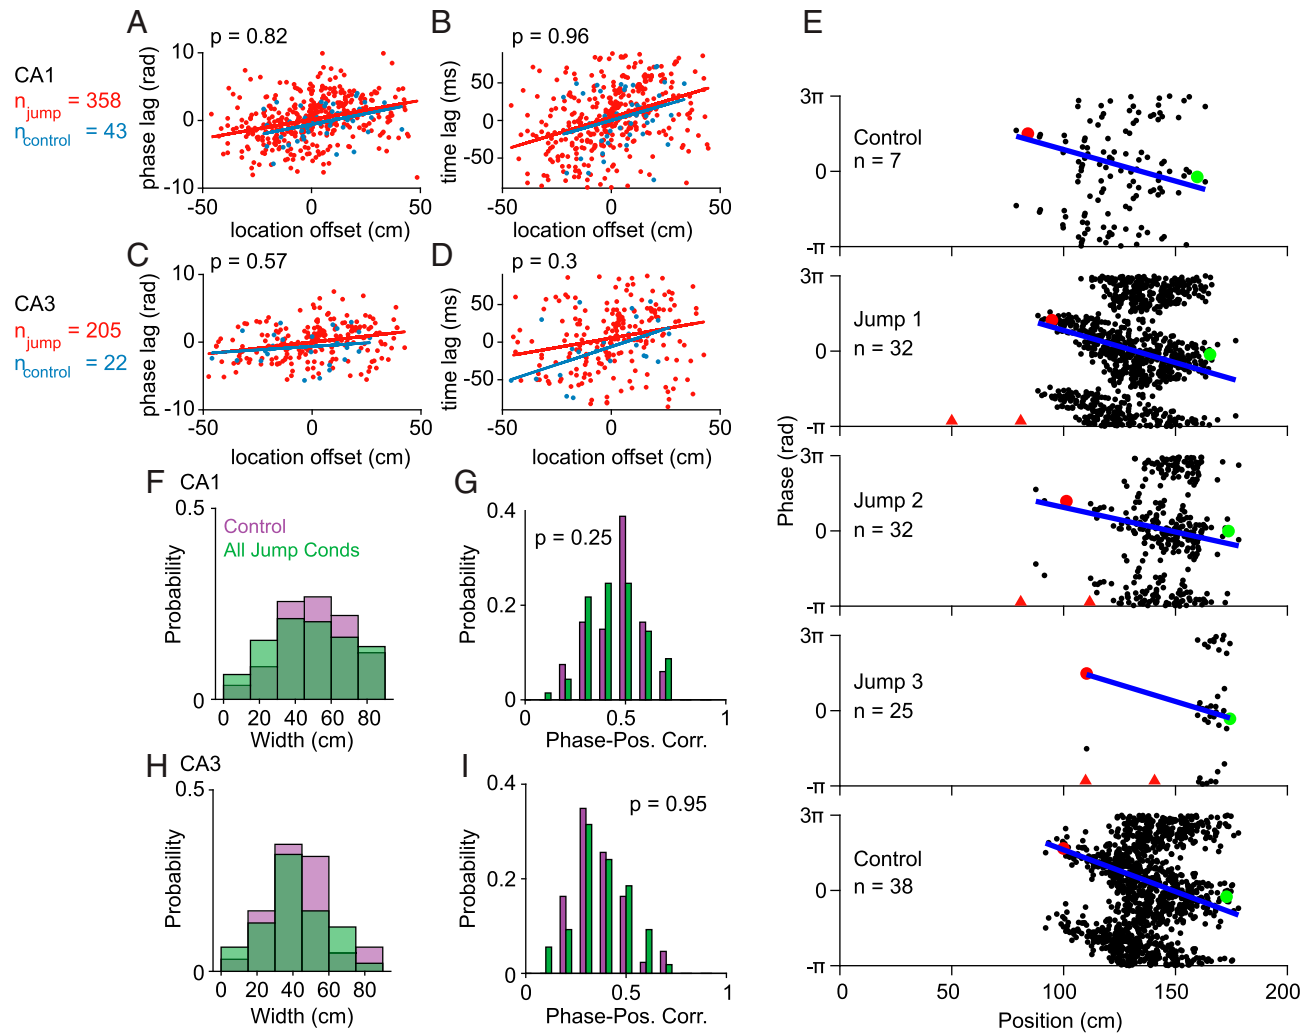 A
B
E
CA1
n jump = 358
n control = 43
p = 0.82
phase lag (rad)
10
0
-10
-50
0
50
location offset (cm)
p = 0.96
time lag (ms)
50
0
-50
-50
0
50
location offset (cm)
C
D
CA3
n jump = 205
n control = 22
p = 0.57
phase lag (rad)
10
0
-10
-50
0
50
location offset (cm)
p = 0.3
time lag (ms)
50
0
-50
-50
0
50
location offset (cm)
F
CA1
Control
All Jump Conds
Probability
0.5
0
0
20
40
60
80
Width (cm)
G
p = 0.25
Probability
0.4
0.2
0
0
0.5
1
Phase-Pos. Corr.
H
CA3
Probability
0.5
0
0
20
40
60
80
Width (cm)
I
p = 0.95
Probability
0.4
0.2
0
0
0.5
1
Phase-Pos. Corr.
Control
n = 7
3π
0
-π
Jump 1
n = 32
3π
0
-π
Jump 2
n = 32
3π
0
-π
Jump 3
n = 25
3π
0
-π
Control
n = 38
3π
0
-π
Phase (rad)
0
50
100
150
200
Position (cm)